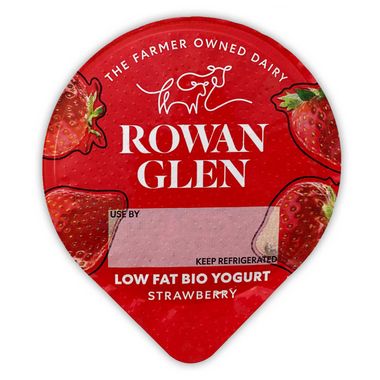 THE FARMER OWNED DAIRY
ROWAN
GLEN
USE BY
KEEP REFRIGERATED
LOW FAT BIO YOGURT
STRAWBERRY